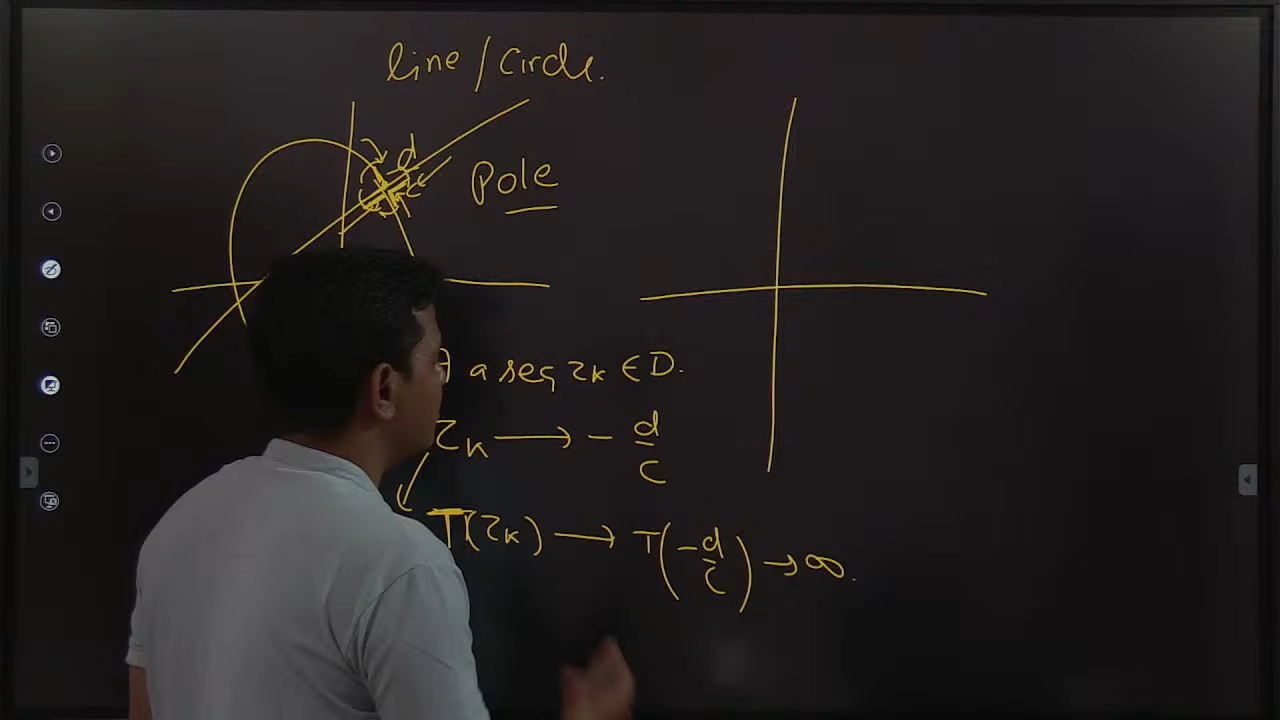 line / circle.
d
c
Pole
∃ a seq zₖ ∈ D.
zₖ → - d/c
T(zₖ) → T(-d/c) → ∞.